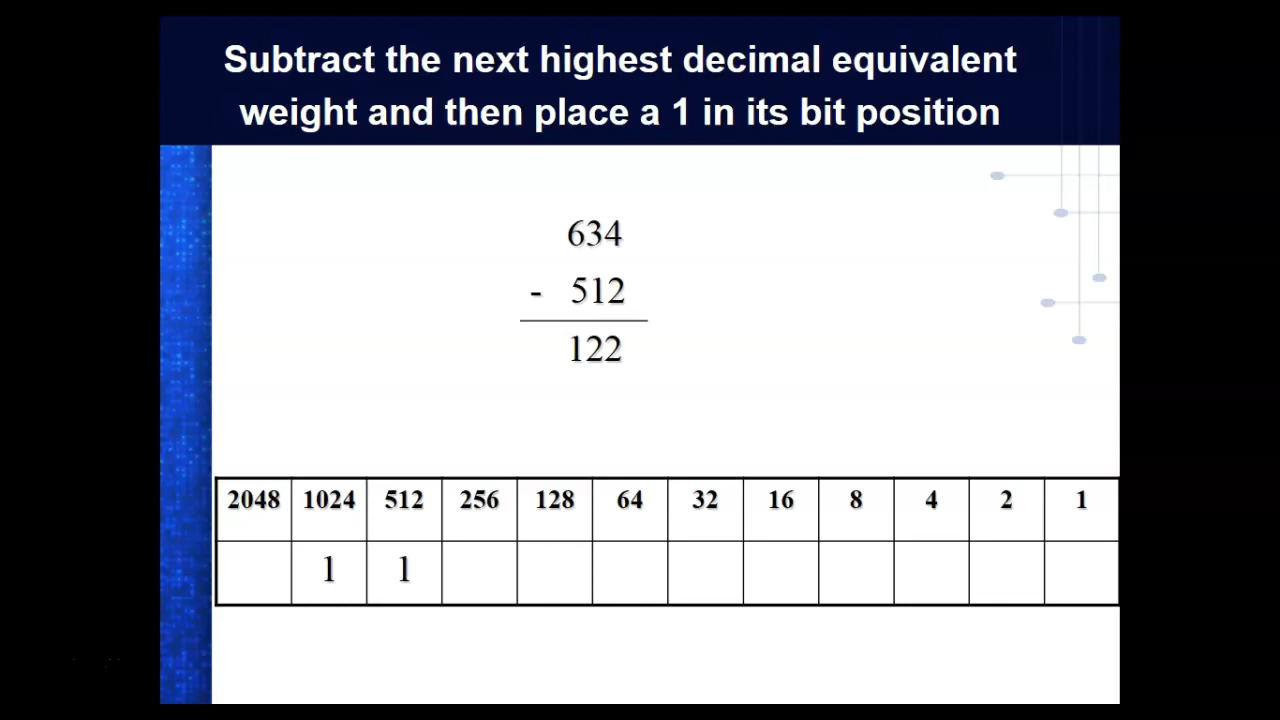 Subtract the next highest decimal equivalent
weight and then place a 1 in its bit position
634
- 512
122
2048 1024 512 256 128 64 32 16 8 4 2 1
1 1